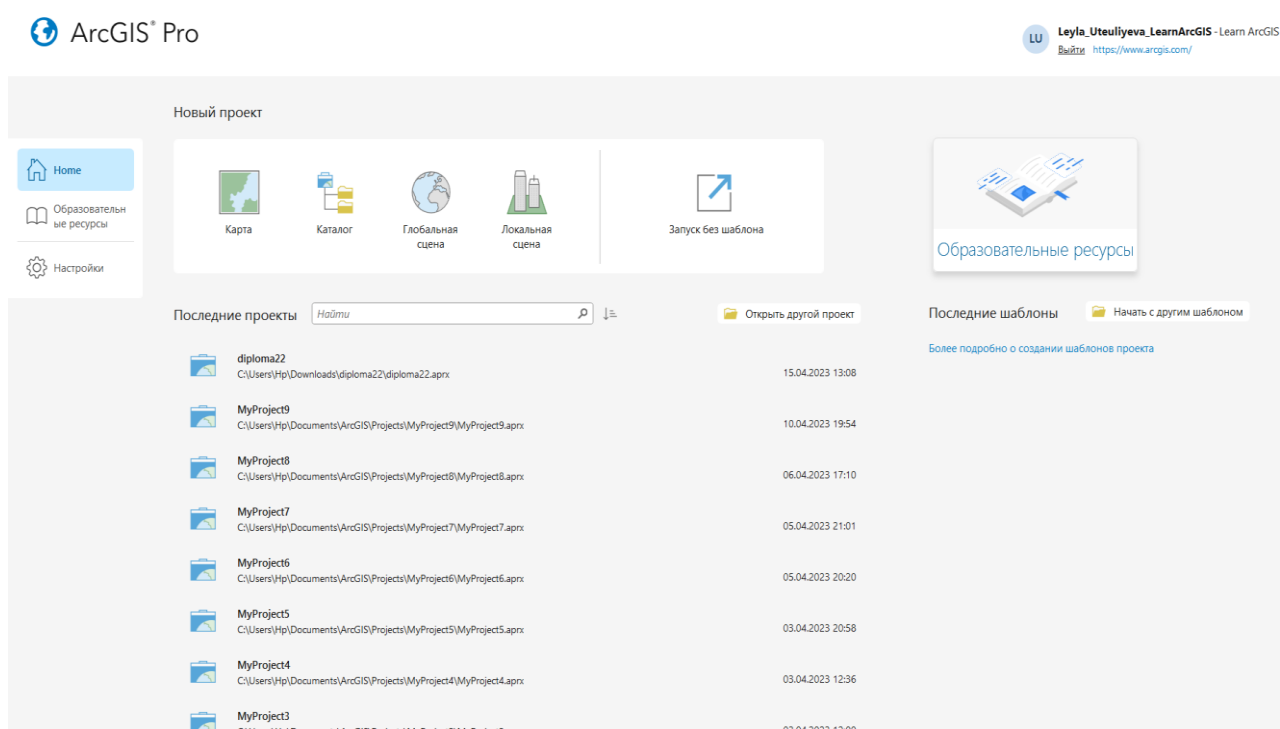 ArcGIS® Pro
LU
Leyla_Uteuliyeva_LearnArcGIS - Learn ArcGIS
Выйти https://www.arcgis.com/
Новый проект
Home
Образовательн
ые ресурсы
Настройки
Карта
Каталог
Глобальная
сцена
Локальная
сцена
Запуск без шаблона
Образовательные ресурсы
Последние проекты
Найти
Открыть другой проект
Последние шаблоны
Начать с другим шаблоном
Более подробно о создании шаблонов проекта
diploma22
C:\Users\Hp\Downloads\diploma22\diploma22.aprx
15.04.2023 13:08
MyProject9
C:\Users\Hp\Documents\ArcGIS\Projects\MyProject9\MyProject9.aprx
10.04.2023 19:54
MyProject8
C:\Users\Hp\Documents\ArcGIS\Projects\MyProject8\MyProject8.aprx
06.04.2023 17:10
MyProject7
C:\Users\Hp\Documents\ArcGIS\Projects\MyProject7\MyProject7.aprx
05.04.2023 21:01
MyProject6
C:\Users\Hp\Documents\ArcGIS\Projects\MyProject6\MyProject6.aprx
05.04.2023 20:20
MyProject5
C:\Users\Hp\Documents\ArcGIS\Projects\MyProject5\MyProject5.aprx
03.04.2023 20:58
MyProject4
C:\Users\Hp\Documents\ArcGIS\Projects\MyProject4\MyProject4.aprx
03.04.2023 12:36
MyProject3